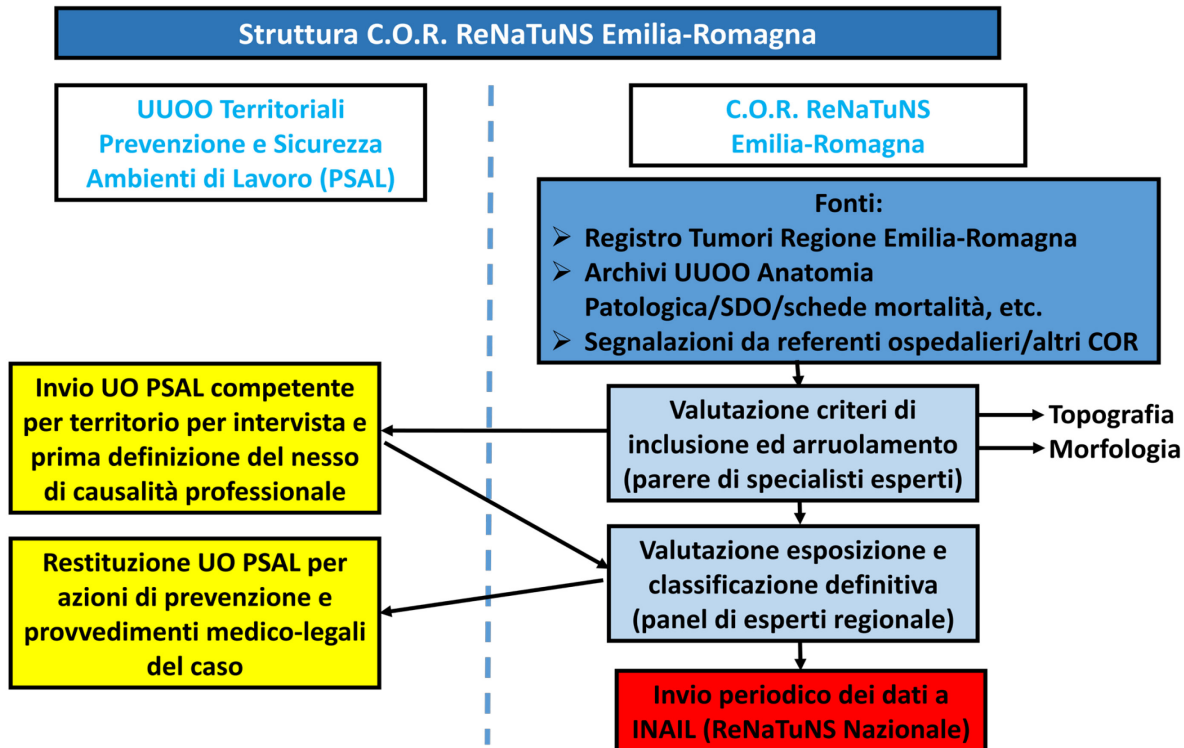 Struttura C.O.R. ReNaTuNS Emilia-Romagna
UUOO Territoriali
Prevenzione e Sicurezza
Ambienti di Lavoro (PSAL)
C.O.R. ReNaTuNS
Emilia-Romagna
Fonti:
➢ Registro Tumori Regione Emilia-Romagna
➢ Archivi UUOO Anatomia
Patologica/SDO/schede mortalità, etc.
➢ Segnalazioni da referenti ospedalieri/altri COR
Valutazione criteri di
inclusione ed arruolamento
(parere di specialisti esperti)
Topografia
Morfologia
Invio UO PSAL competente
per territorio per intervista e
prima definizione del nesso
di causalità professionale
Valutazione esposizione e
classificazione definitiva
(panel di esperti regionale)
Restituzione UO PSAL per
azioni di prevenzione e
provvedimenti medico-legali
del caso
Invio periodico dei dati a
INAIL (ReNaTuNS Nazionale)